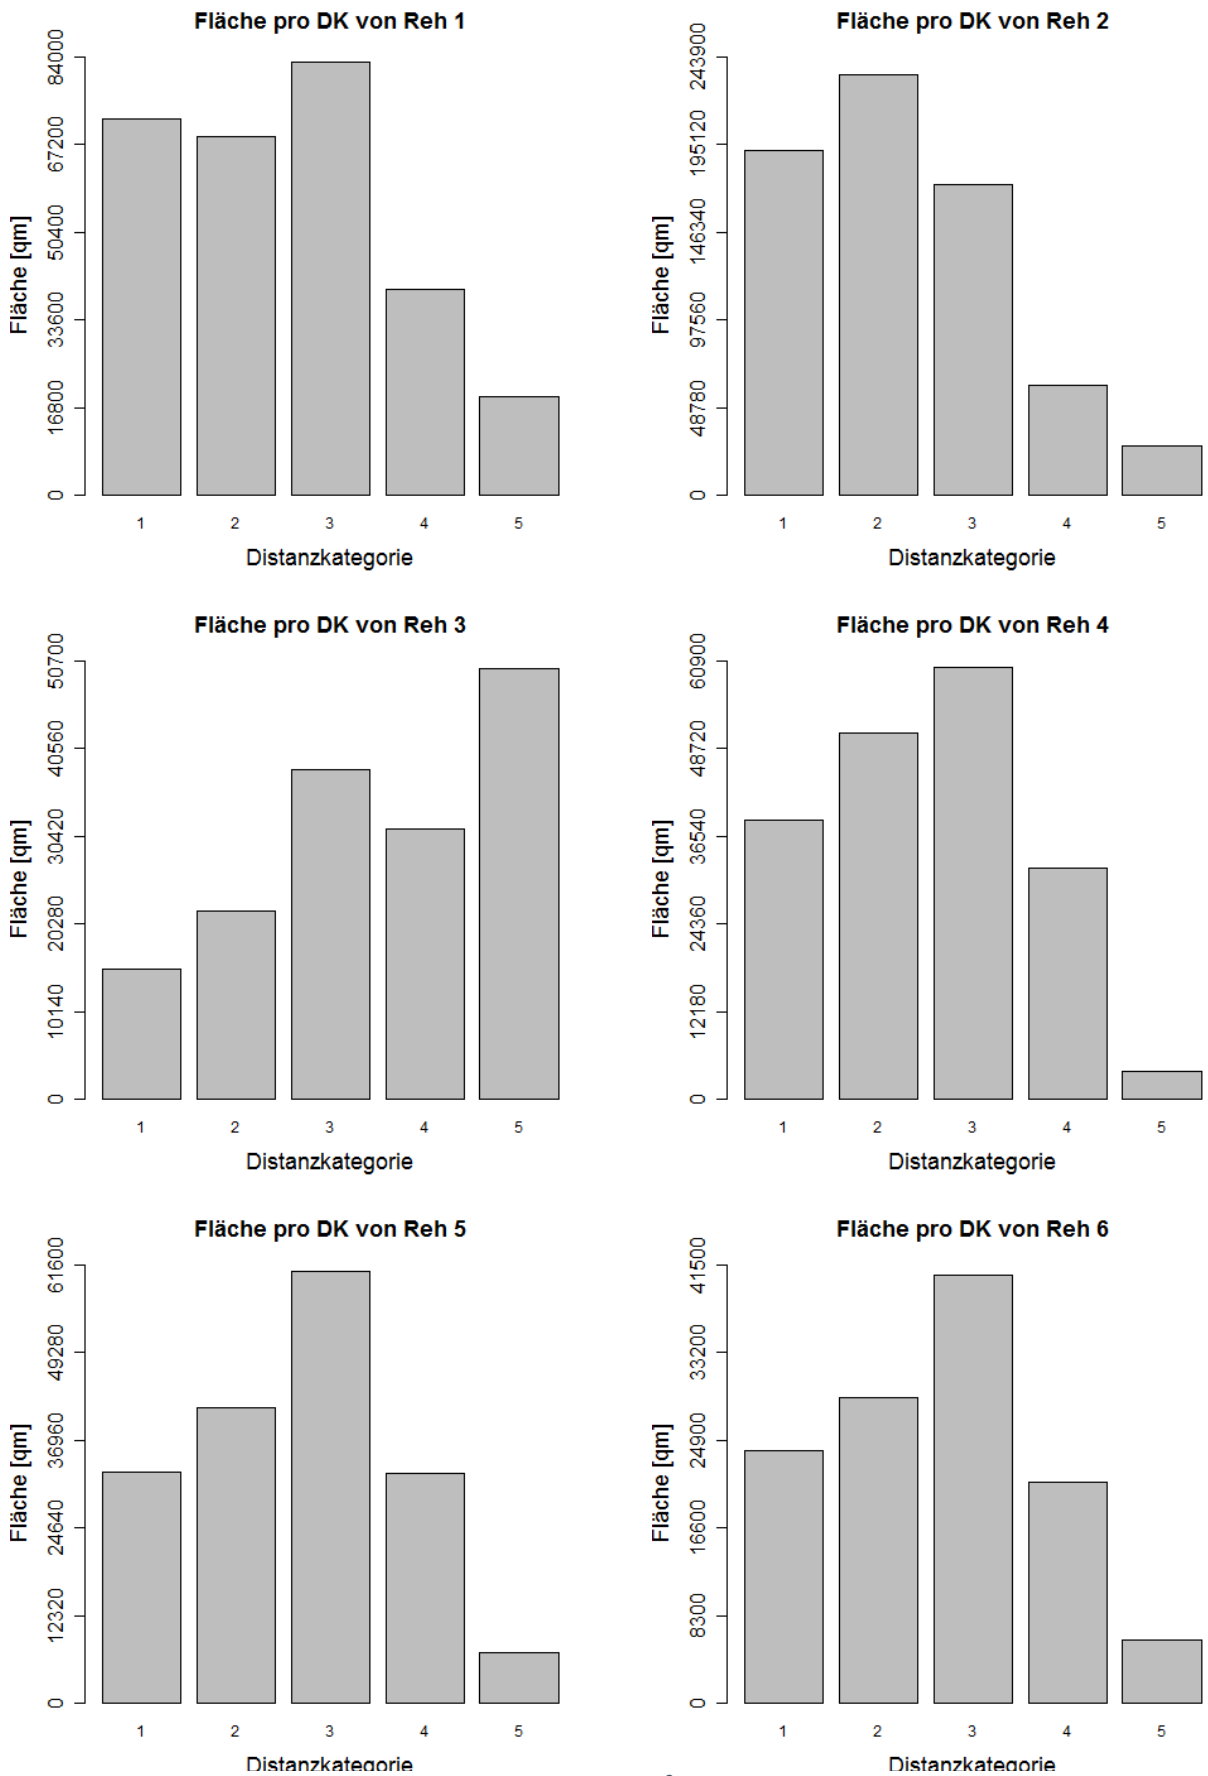 Fläche pro DK von Reh 1
Fläche [qm]
84000
67200
50400
33600
16800
0
1 2 3 4 5
Distanzkategorie
Fläche pro DK von Reh 2
Fläche [qm]
243900
195120
146340
97560
48780
0
1 2 3 4 5
Distanzkategorie
Fläche pro DK von Reh 3
Fläche [qm]
50700
40560
30420
20280
10140
0
1 2 3 4 5
Distanzkategorie
Fläche pro DK von Reh 4
Fläche [qm]
60900
48720
36540
24360
12180
0
1 2 3 4 5
Distanzkategorie
Fläche pro DK von Reh 5
Fläche [qm]
61600
49280
36960
24640
12320
0
1 2 3 4 5
Distanzkategorie
Fläche pro DK von Reh 6
Fläche [qm]
41500
33200
24900
16600
8300
0
1 2 3 4 5
Distanzkategorie